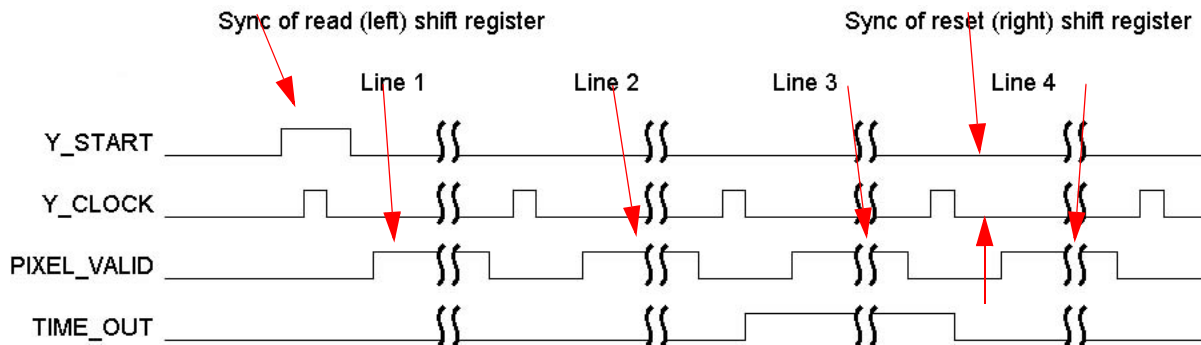 Sync of read (left) shift register
Sync of reset (right) shift register
Line 1
Line 2
Line 3
Line 4
Y_START
Y_CLOCK
PIXEL_VALID
TIME_OUT